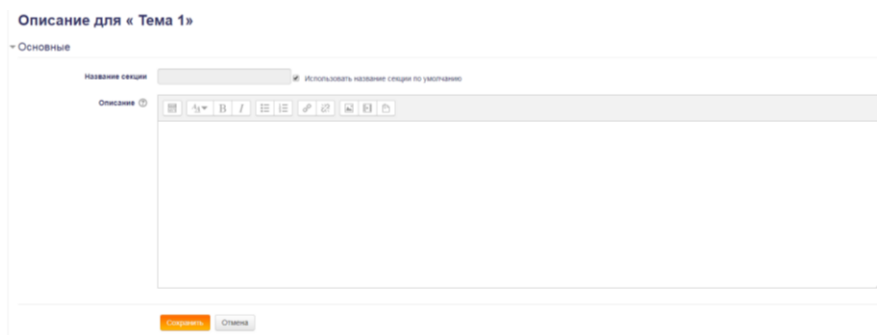 Описание для « Тема 1»
Основные
Название секции
Использовать название секции по умолчанию
Описание
B I
Сохранить Отмена